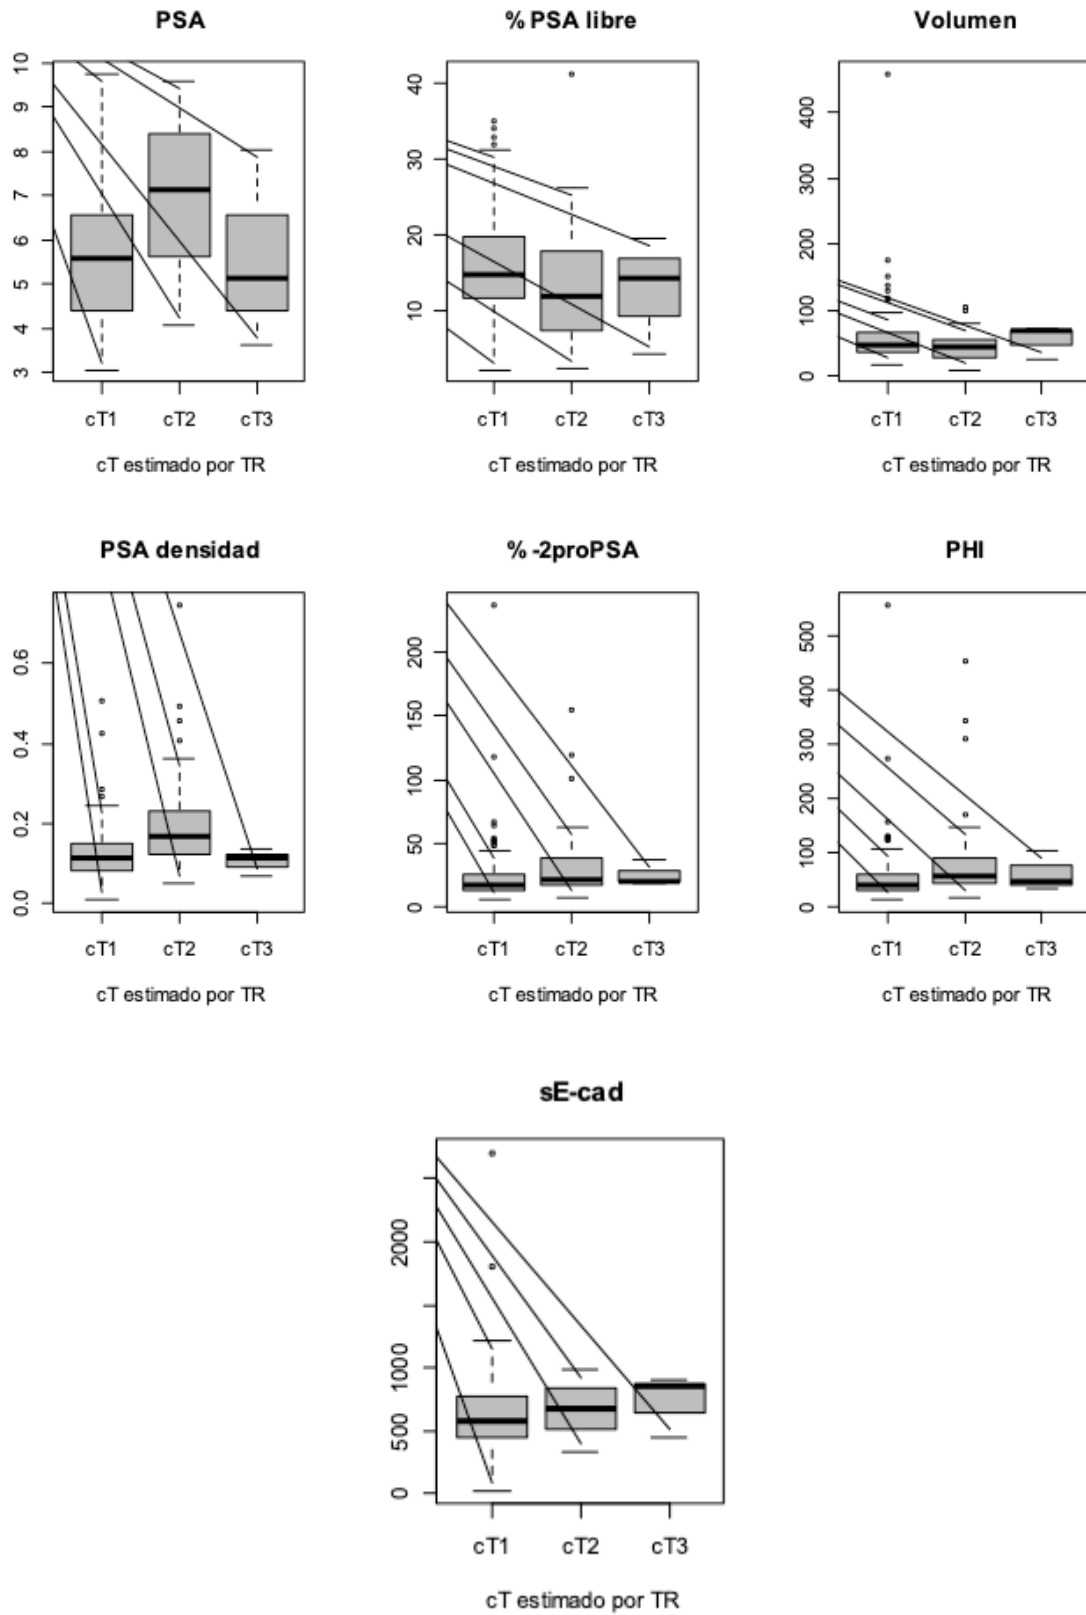 PSA
% PSA libre
Volumen
10
9
8
7
6
5
4
3
cT1 cT2 cT3
cT estimado por TR
40
30
20
10
cT1 cT2 cT3
cT estimado por TR
400
300
200
100
0
cT1 cT2 cT3
cT estimado por TR
PSA densidad
% -2proPSA
PHI
0.6
0.4
0.2
0.0
cT1 cT2 cT3
cT estimado por TR
200
150
100
50
0
cT1 cT2 cT3
cT estimado por TR
500
400
300
200
100
0
cT1 cT2 cT3
cT estimado por TR
sE-cad
2000
1000
500
0
cT1 cT2 cT3
cT estimado por TR